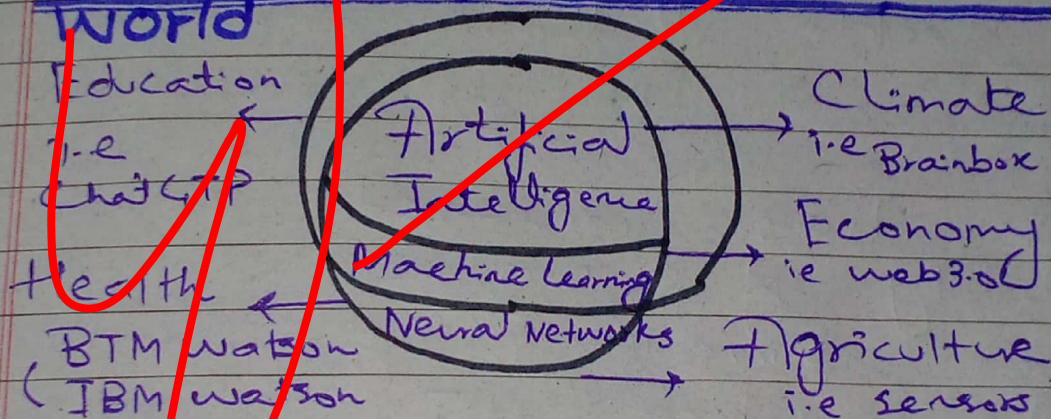 World
Education
i.e
ChatGTP
Health
BTM Watson
(IBM Watson
Artificial
Intelligence
Machine Learning
Neural Networks
Climate
i.e Brainbox
Economy
ie web3.0
Agriculture
i.e sensors